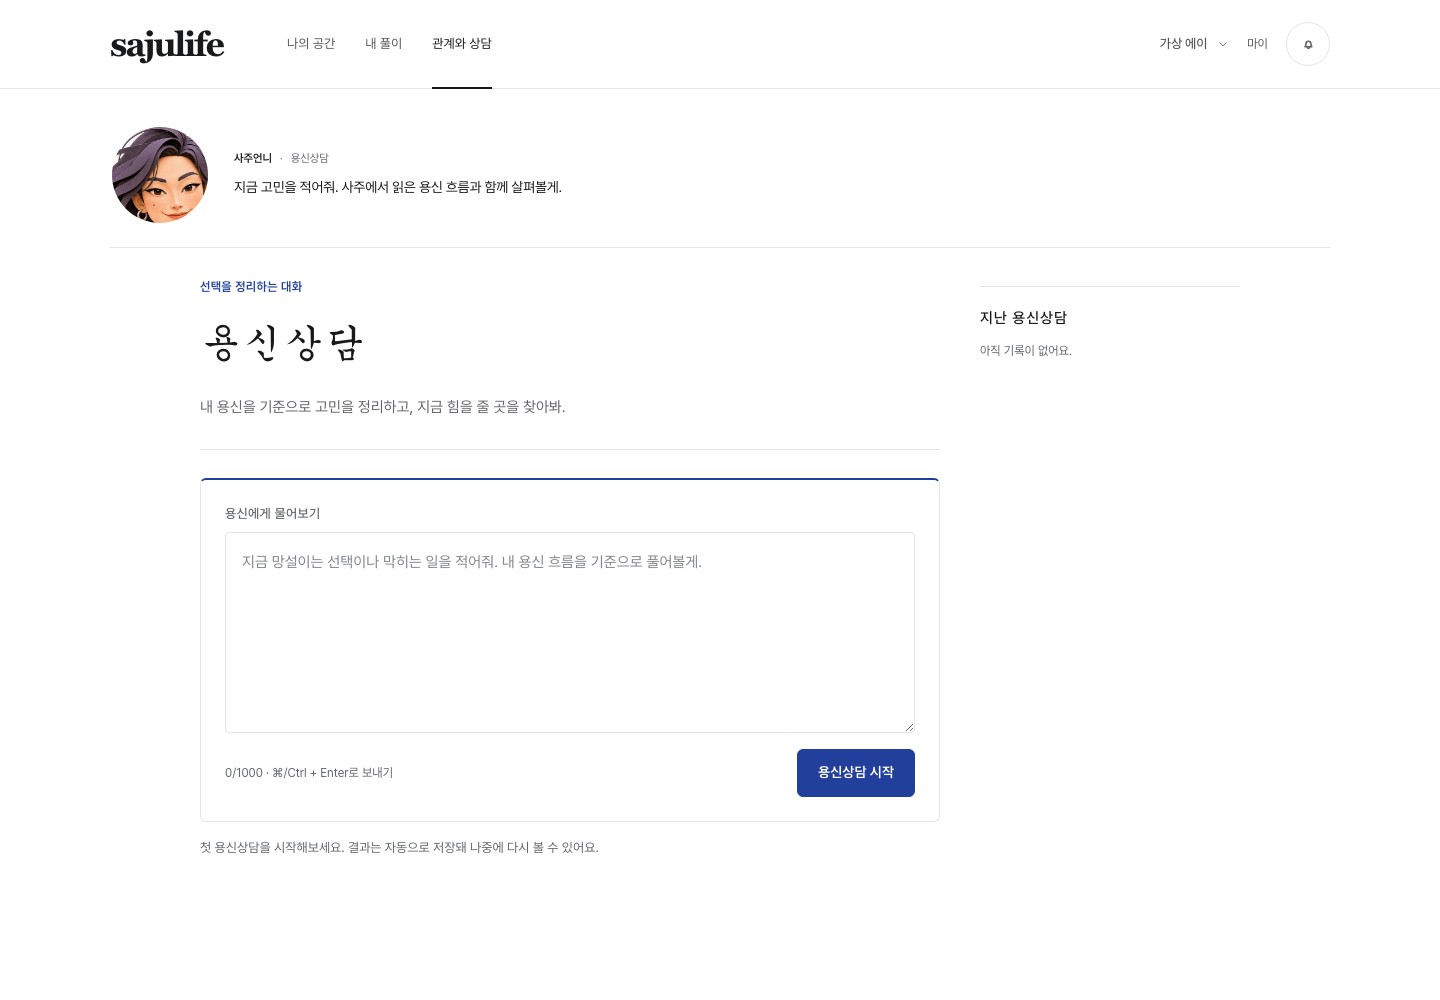 sajulife
나의 공간
내 풀이
관계와 상담
가상 에이
마이
사주언니 · 용신상담
지금 고민을 적어줘. 사주에서 읽은 용신 흐름과 함께 살펴볼게.
선택을 정리하는 대화
용신상담
내 용신을 기준으로 고민을 정리하고, 지금 힘을 줄 곳을 찾아봐.
용신에게 물어보기
지금 망설이는 선택이나 막히는 일을 적어줘. 내 용신 흐름을 기준으로 풀어볼게.
0/1000 · ⌘/Ctrl + Enter로 보내기
용신상담 시작
첫 용신상담을 시작해보세요. 결과는 자동으로 저장돼 나중에 다시 볼 수 있어요.
지난 용신상담
아직 기록이 없어요.